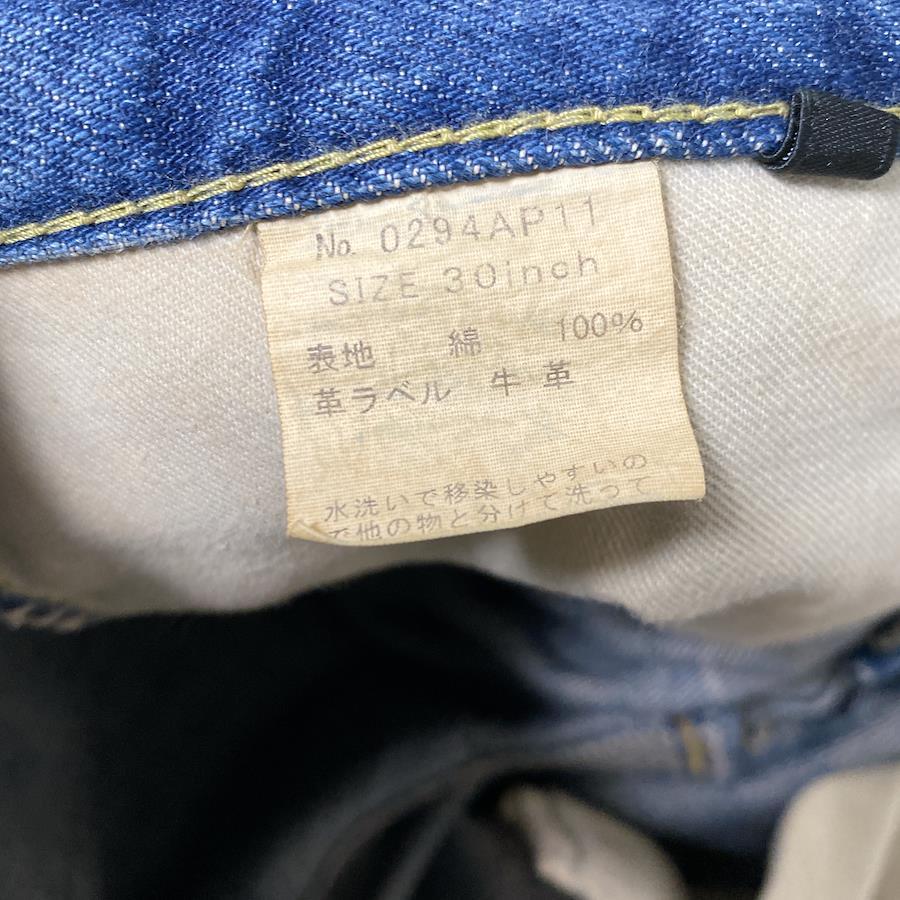 No. 0294AP11
SIZE 30inch
表地 綿 100%
革ラベル 牛革
水洗いで移染しやすいの
で他の物と分けて洗って